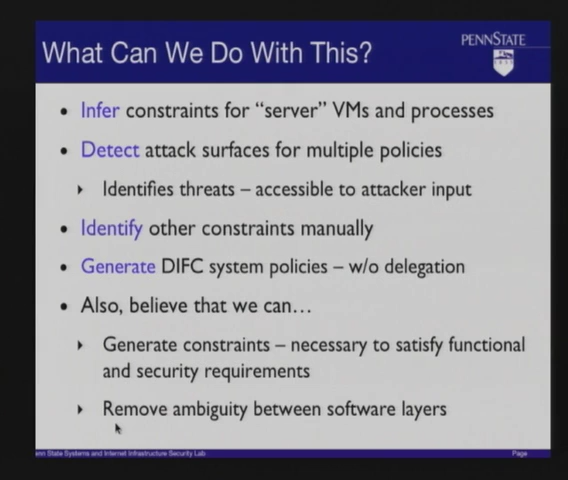 What Can We Do With This?
PENNSTATE
• Infer constraints for “server” VMs and processes
• Detect attack surfaces for multiple policies
‣ Identifies threats – accessible to attacker input
• Identify other constraints manually
• Generate DIFC system policies – w/o delegation
• Also, believe that we can…
‣ Generate constraints – necessary to satisfy functional
and security requirements
‣ Remove ambiguity between software layers
enn State Systems and Internet Infrastructure Security Lab
Page